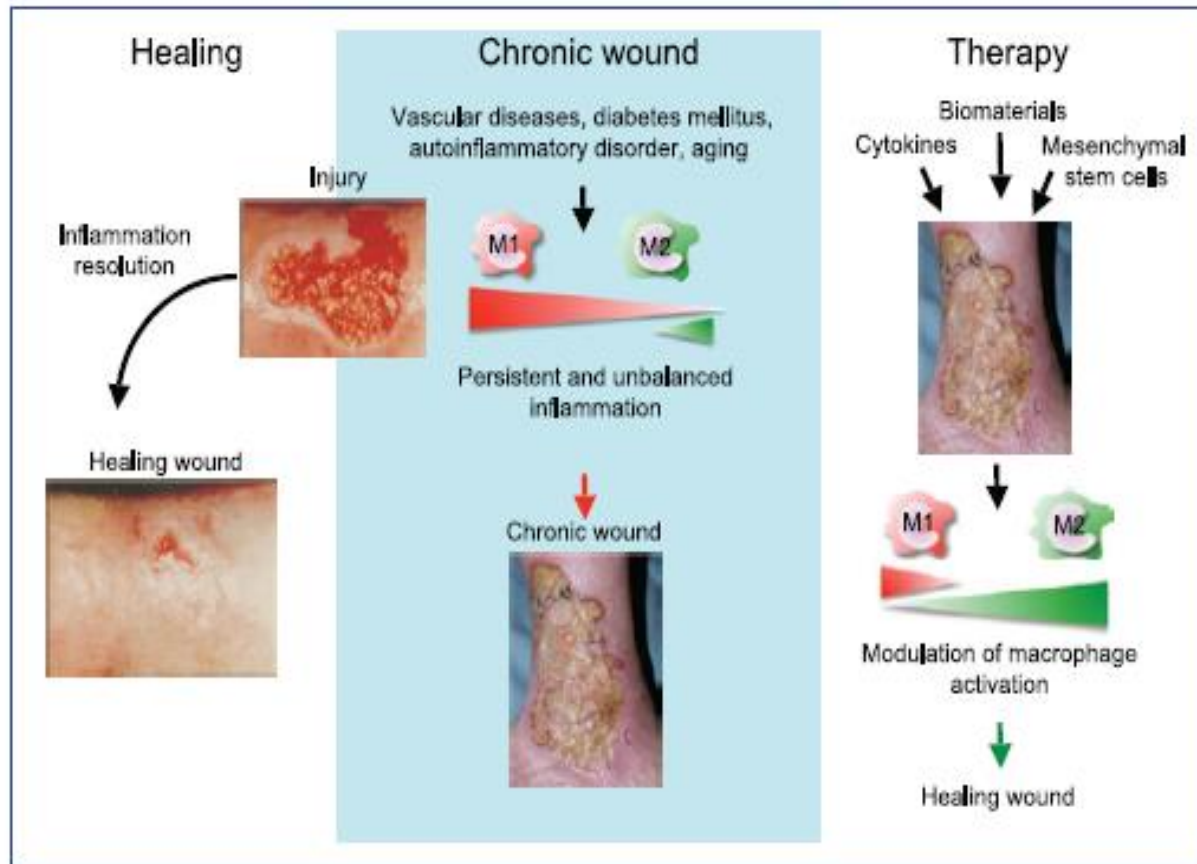 Healing
Injury
Inflammation
resolution
Healing wound
Chronic wound
Vascular diseases, diabetes mellitus,
autoinflammatory disorder, aging
M1
M2
Persistent and unbalanced
inflammation
Chronic wound
Therapy
Biomaterials
Cytokines
Mesenchymal
stem cells
M1
M2
Modulation of macrophage
activation
Healing wound